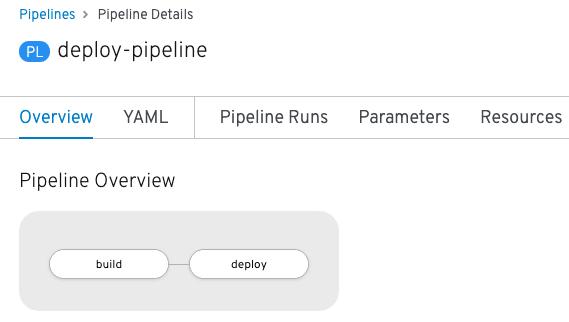 Pipelines > Pipeline Details
PL deploy-pipeline
Overview YAML Pipeline Runs Parameters Resources
Pipeline Overview
build deploy